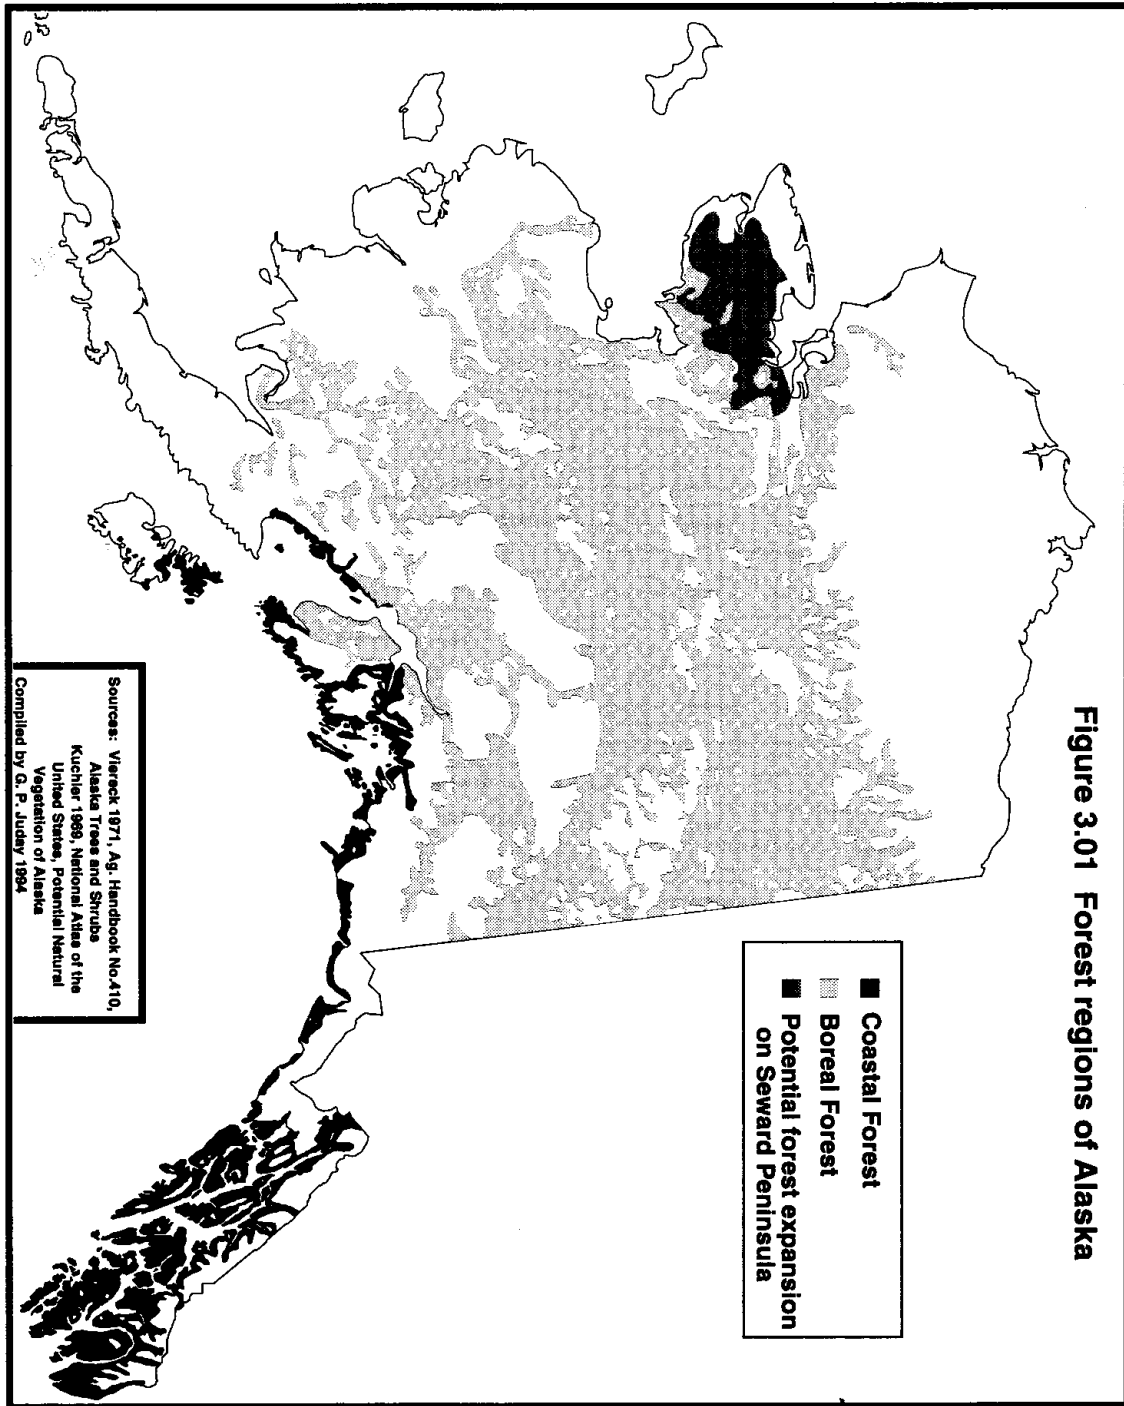 Figure 3.01 Forest regions of Alaska
Coastal Forest
Boreal Forest
Potential forest expansion
on Seward Peninsula
Sources: Viereck 1971, Ag. Handbook No.410,
Alaska Trees and Shrubs
Kuchler 1969, National Atlas of the
United States, Potential Natural
Vegetation of Alaska
Compiled by G. P. Juday 1994